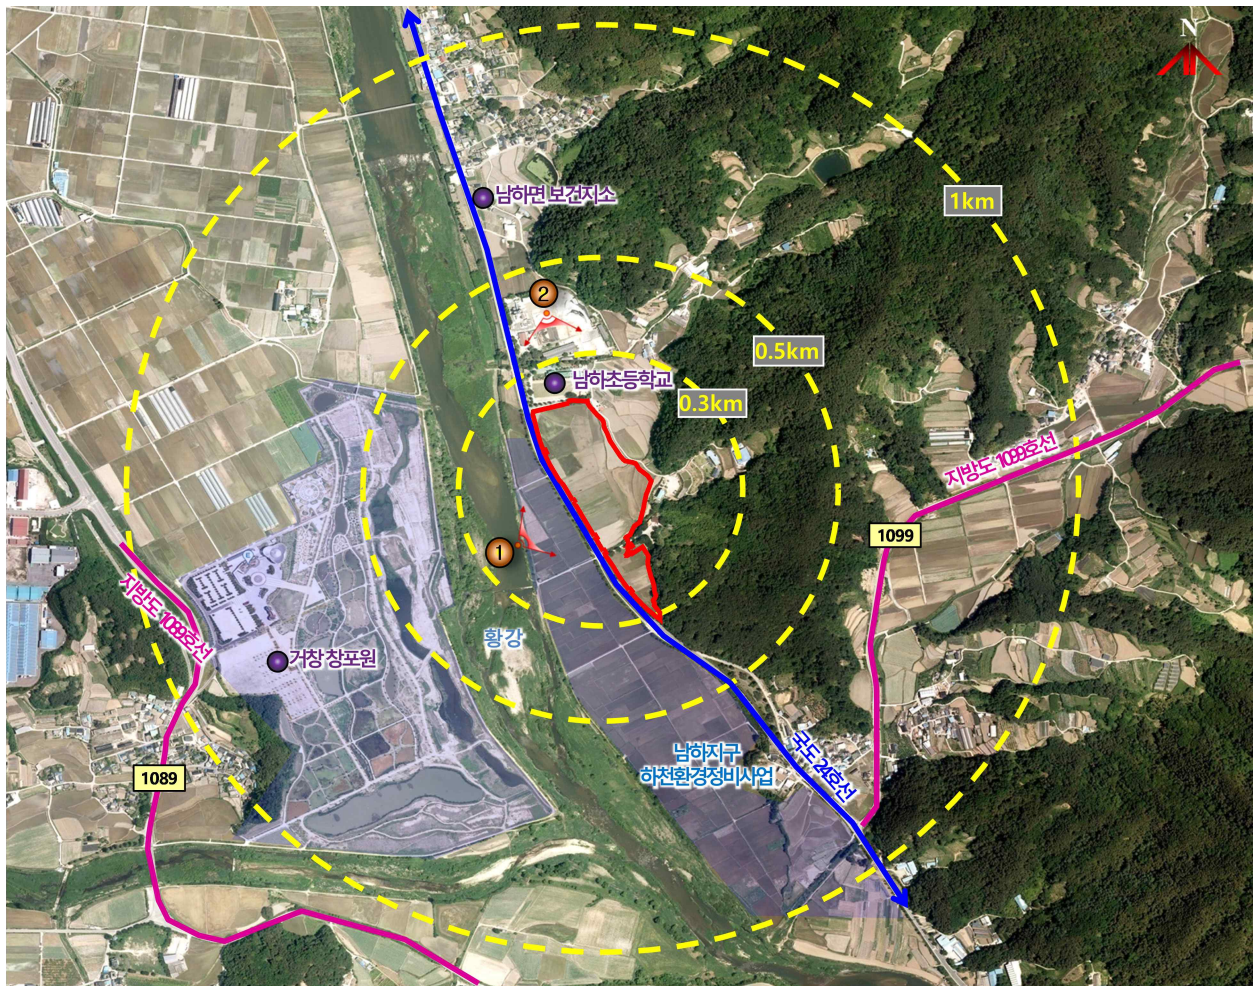 N
남하면 보건지소
1km
2
0.5km
남하초등학교
0.3km
지방도 1099호선
1099
1
지방도 1089호선
황강
거창 창포원
남하지구
하천환경정비사업
국도 24호선
1089